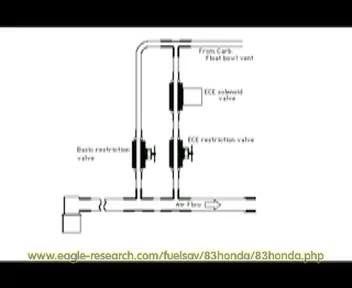 From Carb.
Float bowl vent
ECE solenoid
valve
ECE restriction valve
Basic restriction
valve
Air Flow
www.eagle-research.com/fuelsav/83honda/83honda.php